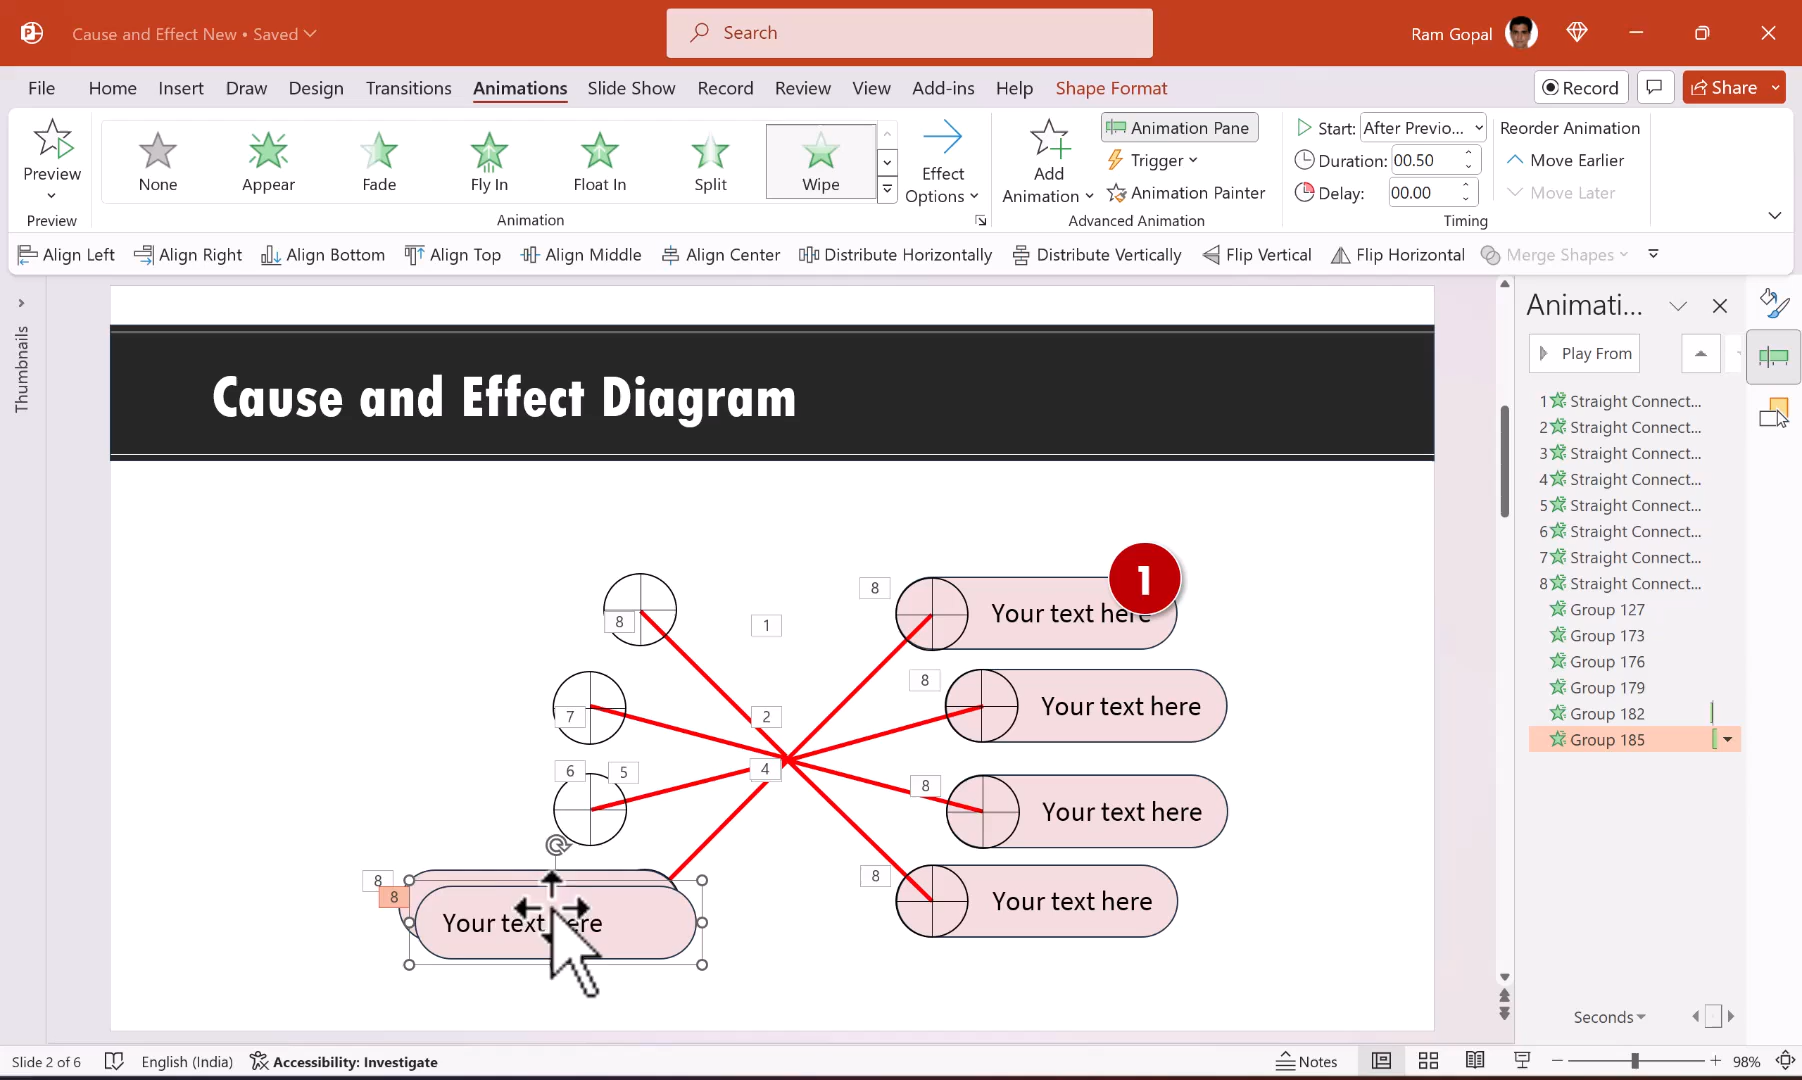 Cause and Effect New • Saved
Search
Ram Gopal
File Home Insert Draw Design Transitions Animations Slide Show Record Review View Add-ins Help Shape Format
Record
Share
Preview
None
Appear
Fade
Fly In
Float In
Split
Wipe
Effect Options
Add Animation
Animation Pane
Trigger
Animation Painter
Start: After Previo...
Duration: 00.50
Delay: 00.00
Reorder Animation
Move Earlier
Move Later
Preview
Animation
Advanced Animation
Timing
Align Left Align Right Align Bottom Align Top Align Middle Align Center Distribute Horizontally Distribute Vertically Flip Vertical Flip Horizontal Merge Shapes
Thumbnails
Cause and Effect Diagram
8
1
8
Your text here
1
7
2
8
Your text here
6
5
4
8
Your text here
8
8
Your text here
8
Your text here
Animati...
Play From
1 Straight Connect...
2 Straight Connect...
3 Straight Connect...
4 Straight Connect...
5 Straight Connect...
6 Straight Connect...
7 Straight Connect...
8 Straight Connect...
Group 127
Group 173
Group 176
Group 179
Group 182
Group 185
Seconds
Slide 2 of 6
English (India)
Accessibility: Investigate
Notes
98%